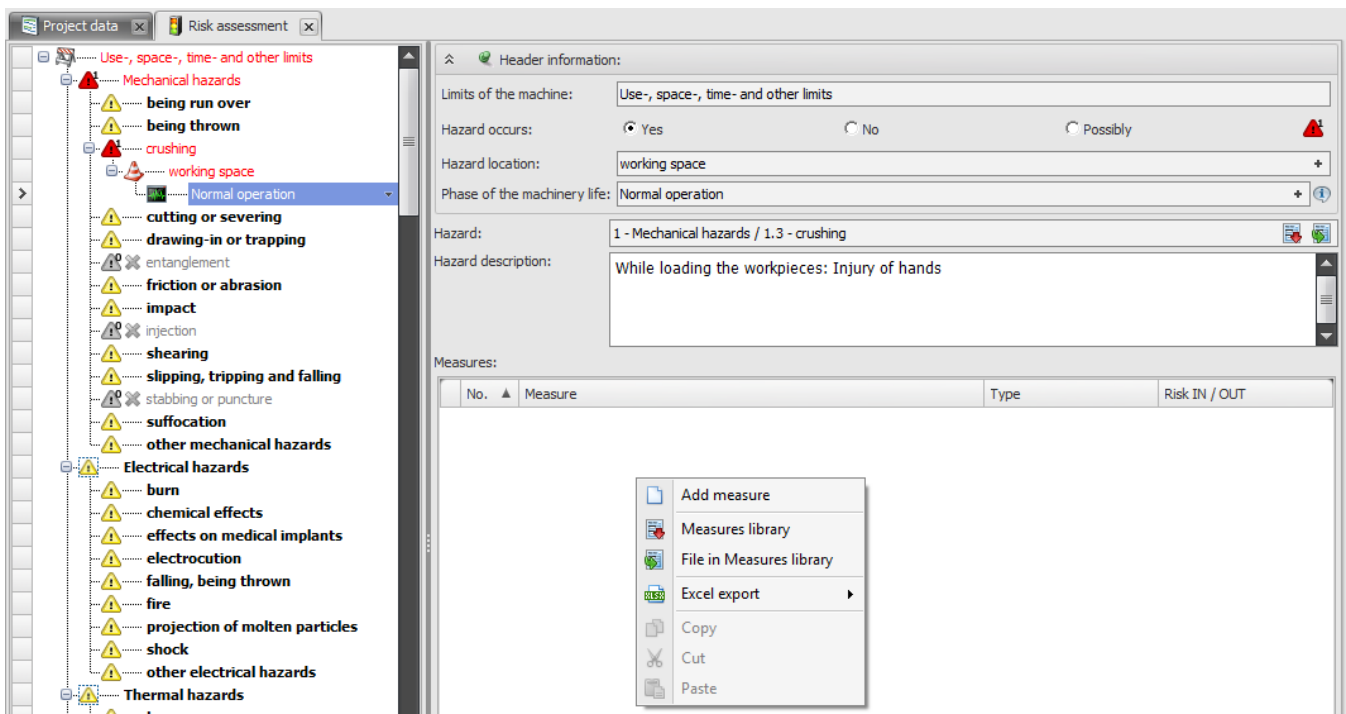 Project data
Risk assessment
Use-, space-, time- and other limits
Mechanical hazards
being run over
being thrown
crushing
working space
Normal operation
cutting or severing
drawing-in or trapping
entanglement
friction or abrasion
impact
injection
shearing
slipping, tripping and falling
stabbing or puncture
suffocation
other mechanical hazards
Electrical hazards
burn
chemical effects
effects on medical implants
electrocution
falling, being thrown
fire
projection of molten particles
shock
other electrical hazards
Thermal hazards
Header information:
Limits of the machine: Use-, space-, time- and other limits
Hazard occurs: Yes No Possibly
Hazard location: working space
Phase of the machinery life: Normal operation
Hazard: 1 - Mechanical hazards / 1.3 - crushing
Hazard description: While loading the workpieces: Injury of hands
Measures:
No. Measure Type Risk IN / OUT
Add measure
Measures library
File in Measures library
XLSX Excel export
Copy
Cut
Paste